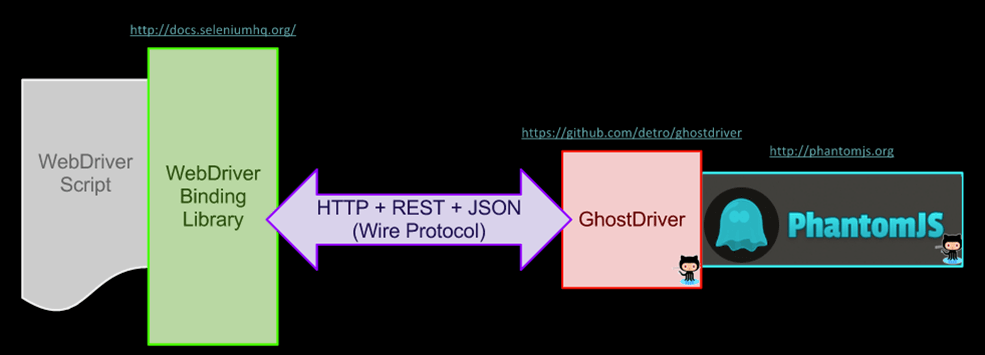 http://docs.seleniumhq.org/
WebDriver
Script
WebDriver
Binding
Library
HTTP + REST + JSON
(Wire Protocol)
https://github.com/detro/ghostdriver
GhostDriver
http://phantomjs.org
PhantomJS